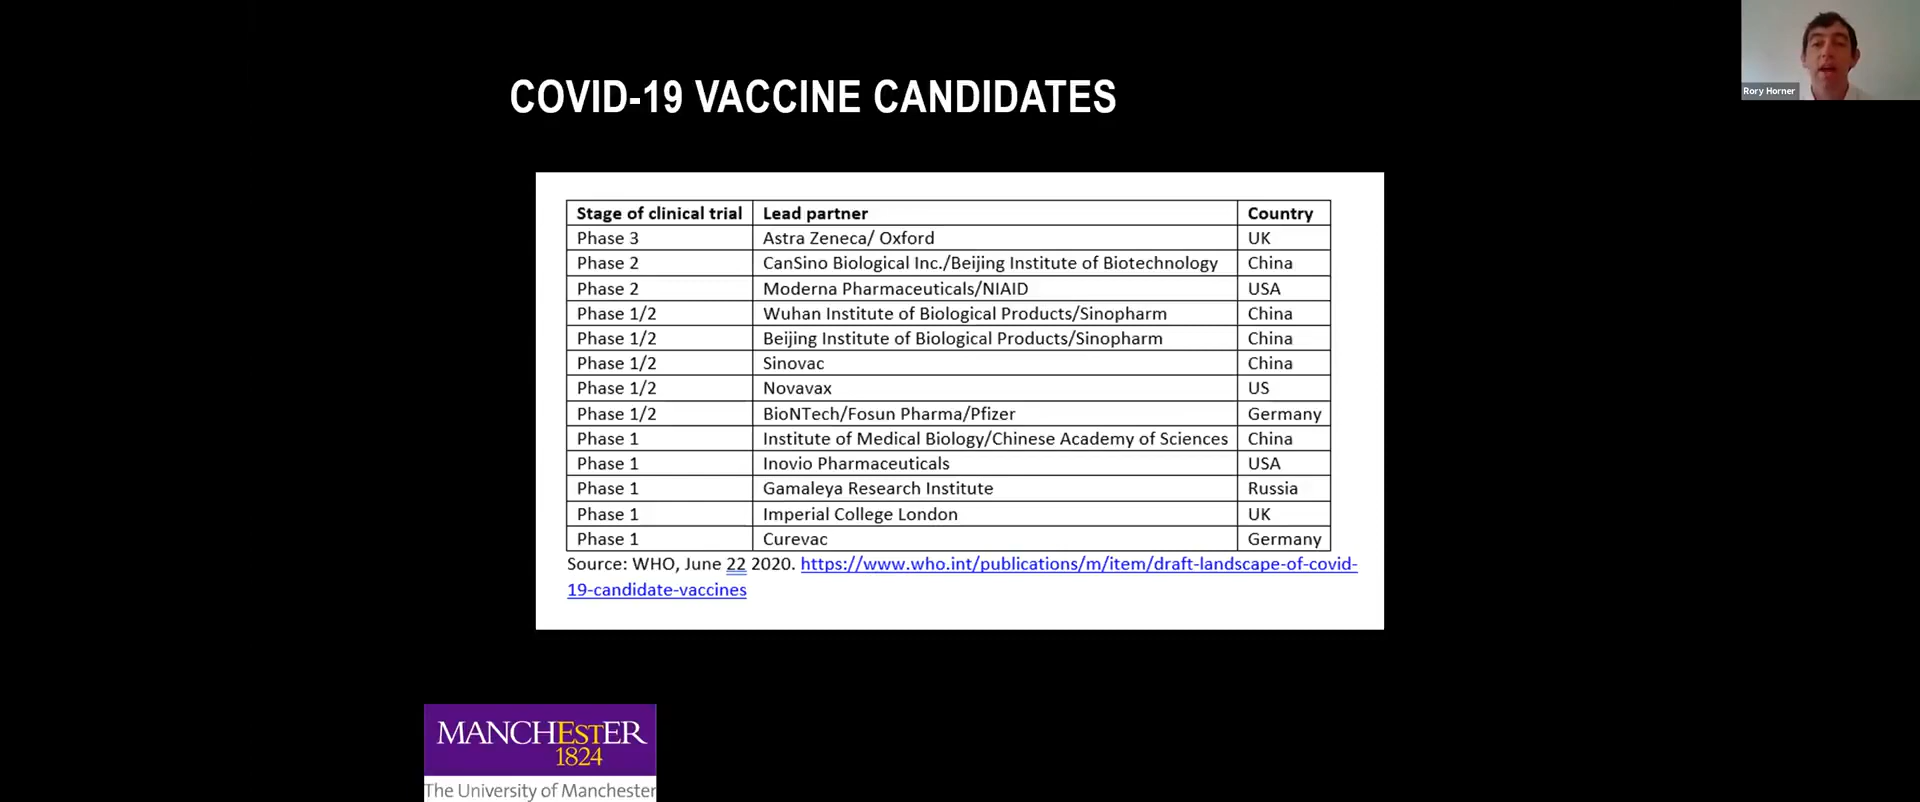 COVID-19 VACCINE CANDIDATES
Rory Horner
Stage of clinical trial Lead partner Country
Phase 3 Astra Zeneca/ Oxford UK
Phase 2 CanSino Biological Inc./Beijing Institute of Biotechnology China
Phase 2 Moderna Pharmaceuticals/NIAID USA
Phase 1/2 Wuhan Institute of Biological Products/Sinopharm China
Phase 1/2 Beijing Institute of Biological Products/Sinopharm China
Phase 1/2 Sinovac China
Phase 1/2 Novavax US
Phase 1/2 BioNTech/Fosun Pharma/Pfizer Germany
Phase 1 Institute of Medical Biology/Chinese Academy of Sciences China
Phase 1 Inovio Pharmaceuticals USA
Phase 1 Gamaleya Research Institute Russia
Phase 1 Imperial College London UK
Phase 1 Curevac Germany
Source: WHO, June 22 2020. https://www.who.int/publications/m/item/draft-landscape-of-covid-
19-candidate-vaccines
MANCHESTER
1824
The University of Manchester